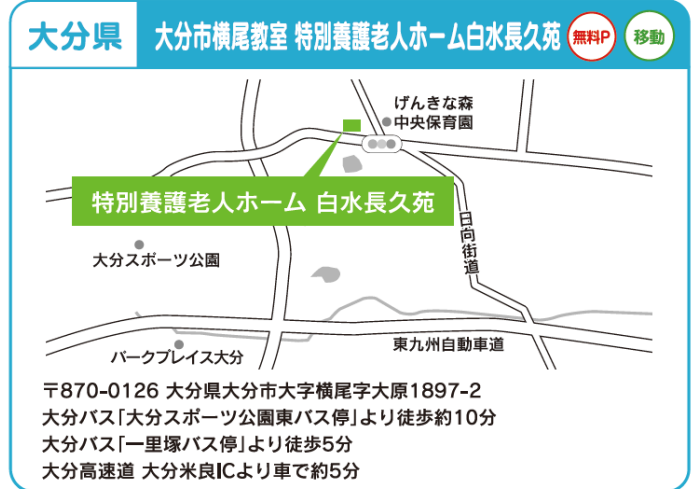 大分県
大分市横尾教室 特別養護老人ホーム白水長久苑 無料P 移動
げんきな森
中央保育園
特別養護老人ホーム 白水長久苑
日向街道
大分スポーツ公園
東九州自動車道
パークプレイス大分
〒870-0126 大分県大分市大字横尾字大原1897-2
大分バス「大分スポーツ公園東バス停」より徒歩約10分
大分バス「一里塚バス停」より徒歩5分
大分高速道 大分米良ICより車で約5分